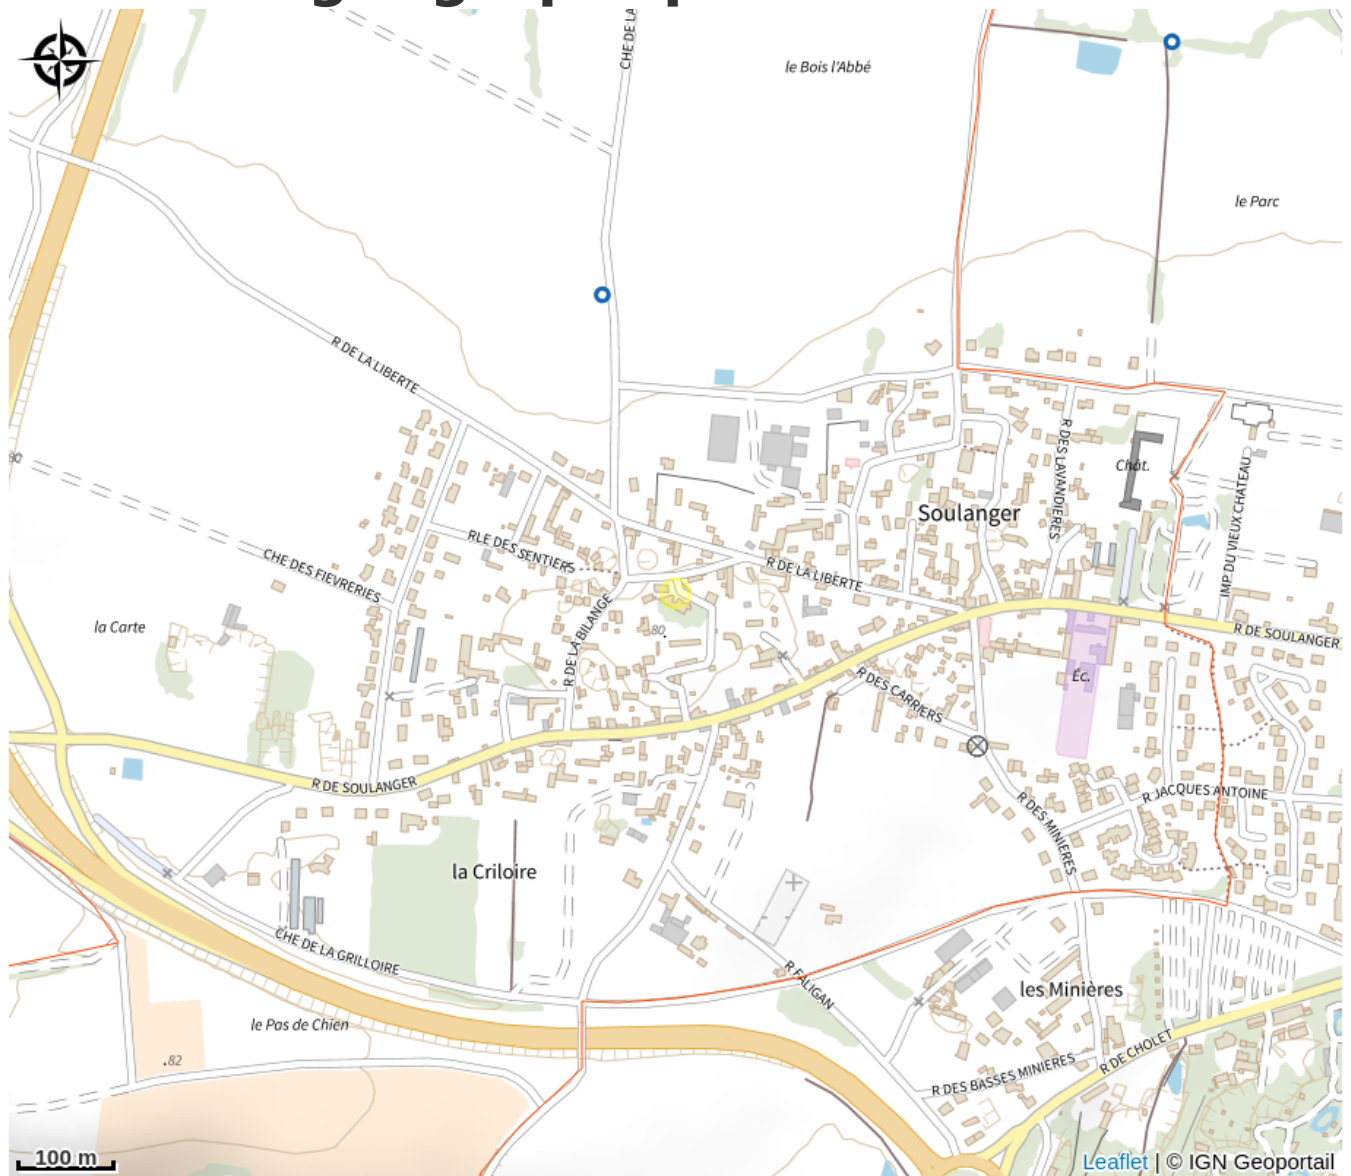 CHE DE LA
le Bois l'Abbé
le Parc
R DE LA LIBERTE
80
Chât.
R DES LAVANDIERES
IMP DU VIEUX CHATEAU
Soulanger
RLE DES SENTIERS
CHE DES FIEVRERIES
R DE LA LIBERTE
la Carte
R DE LA BILANGE
80
R DE SOULANGER
Éc.
R DES CARRIERS
R DE SOULANGER
R JACQUES ANTOINE
R DES MINIERES
la Criloire
CHE DE LA GRILLOIRE
R FALIGAN
les Minières
le Pas de Chien
82
R DE CHOLET
R DES BASSES MINIERES
100 m
Leaflet | © IGN Geoportail